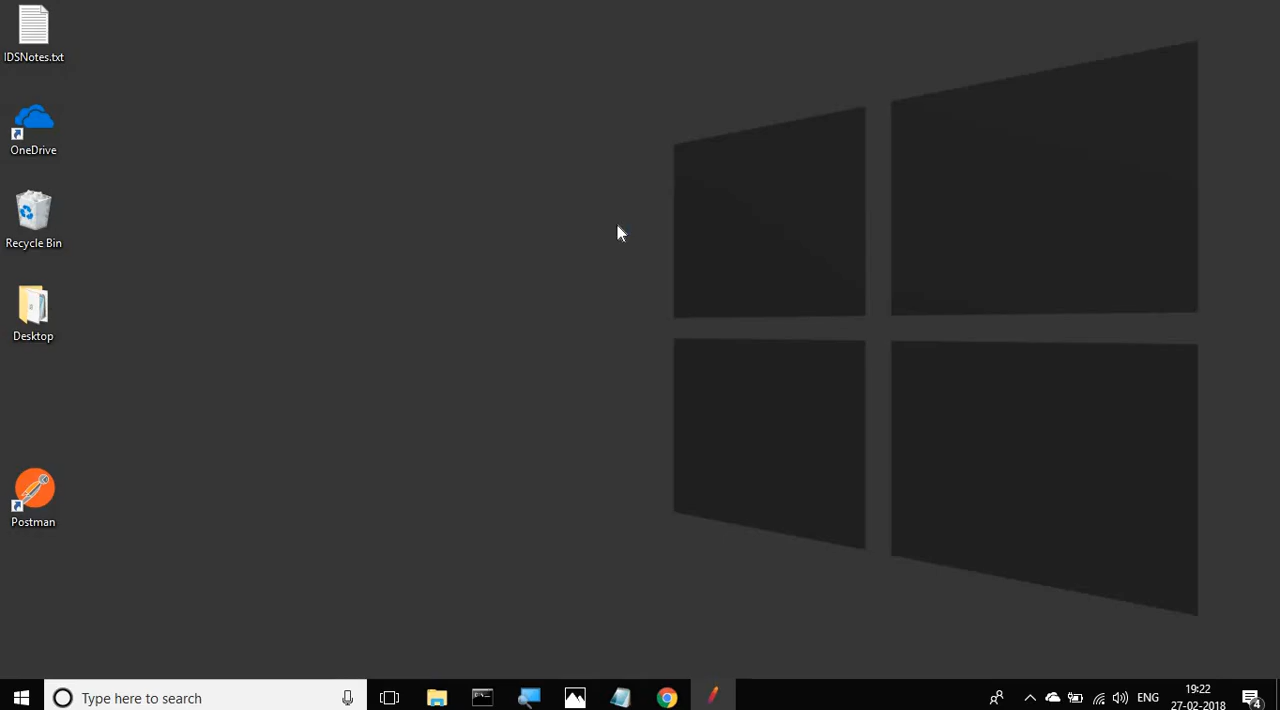 IDSNotes.txt
OneDrive
Recycle Bin
Desktop
Postman
Type here to search
ENG
19:22
27-02-2018
4